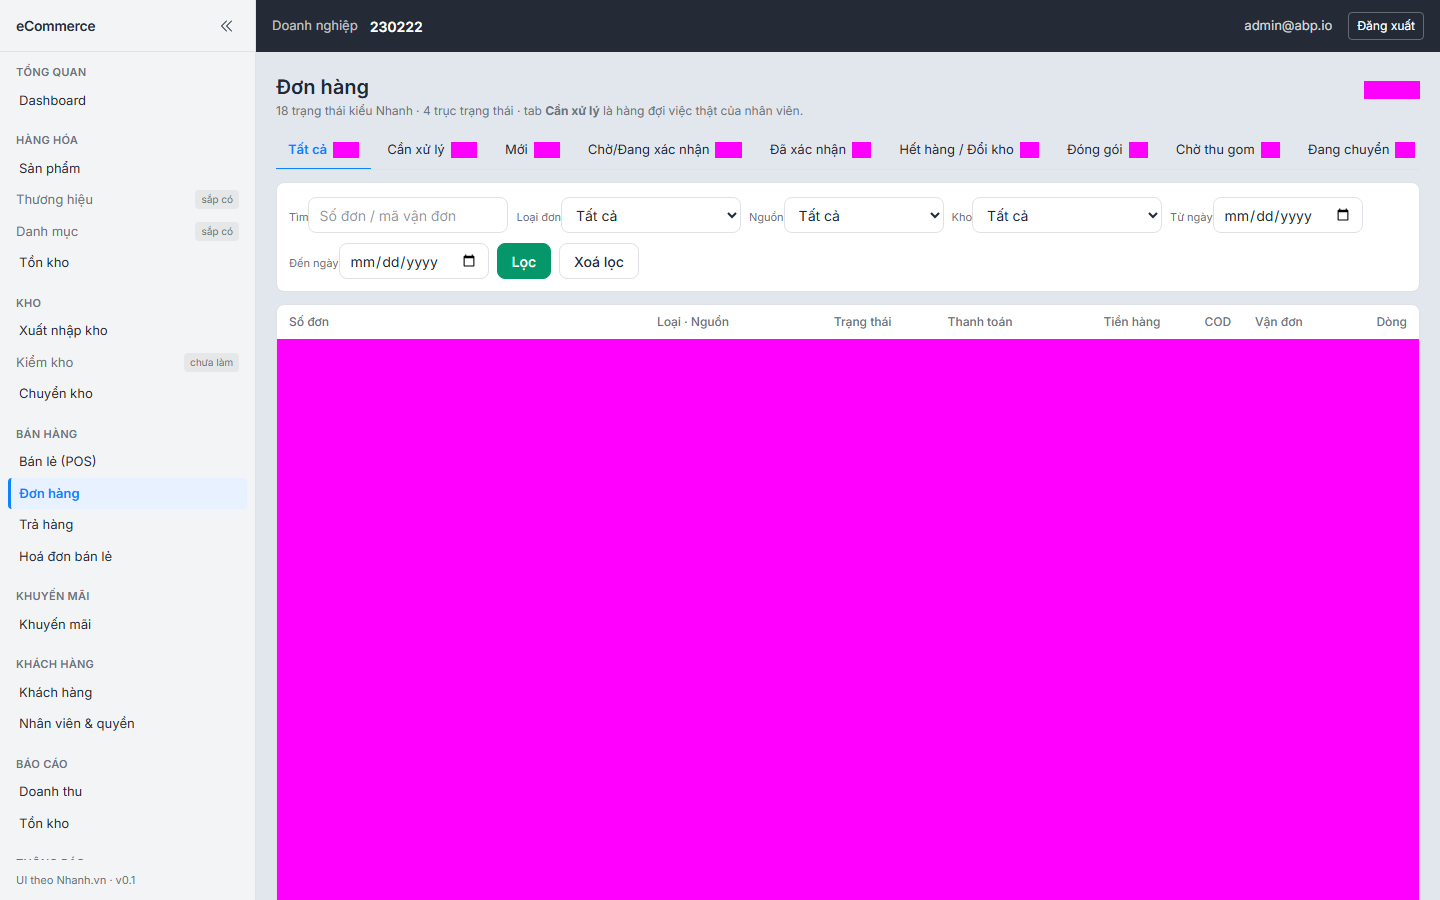 eCommerce
Doanh nghiệp 230222
admin@abp.io
Đăng xuất
TỔNG QUAN
Dashboard
HÀNG HÓA
Sản phẩm
Thương hiệu sắp có
Danh mục sắp có
Tồn kho
KHO
Xuất nhập kho
Kiểm kho chưa làm
Chuyển kho
BÁN HÀNG
Bán lẻ (POS)
Đơn hàng
Trả hàng
Hoá đơn bán lẻ
KHUYẾN MÃI
Khuyến mãi
KHÁCH HÀNG
Khách hàng
Nhân viên & quyền
BÁO CÁO
Doanh thu
Tồn kho
UI theo Nhanh.vn · v0.1
Đơn hàng
18 trạng thái kiểu Nhanh · 4 trục trạng thái · tab Cần xử lý là hàng đợi việc thật của nhân viên.
Tất cả Cần xử lý Mới Chờ/Đang xác nhận Đã xác nhận Hết hàng / Đổi kho Đóng gói Chờ thu gom Đang chuyển
Tìm Số đơn / mã vận đơn Loại đơn Tất cả Nguồn Tất cả Kho Tất cả Từ ngày mm/dd/yyyy
Đến ngày mm/dd/yyyy Lọc Xoá lọc
Số đơn Loại · Nguồn Trạng thái Thanh toán Tiền hàng COD Vận đơn Dòng